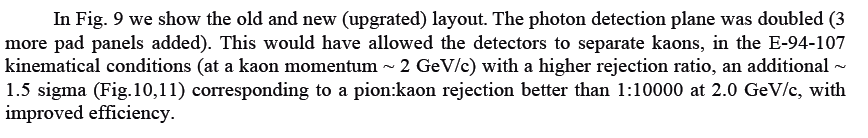 In Fig. 9 we show the old and new (upgrated) layout. The photon detection plane was doubled (3
more pad panels added). This would have allowed the detectors to separate kaons, in the E-94-107
kinematical conditions (at a kaon momentum ~ 2 GeV/c) with a higher rejection ratio, an additional ~
1.5 sigma (Fig.10,11) corresponding to a pion:kaon rejection better than 1:10000 at 2.0 GeV/c, with
improved efficiency.